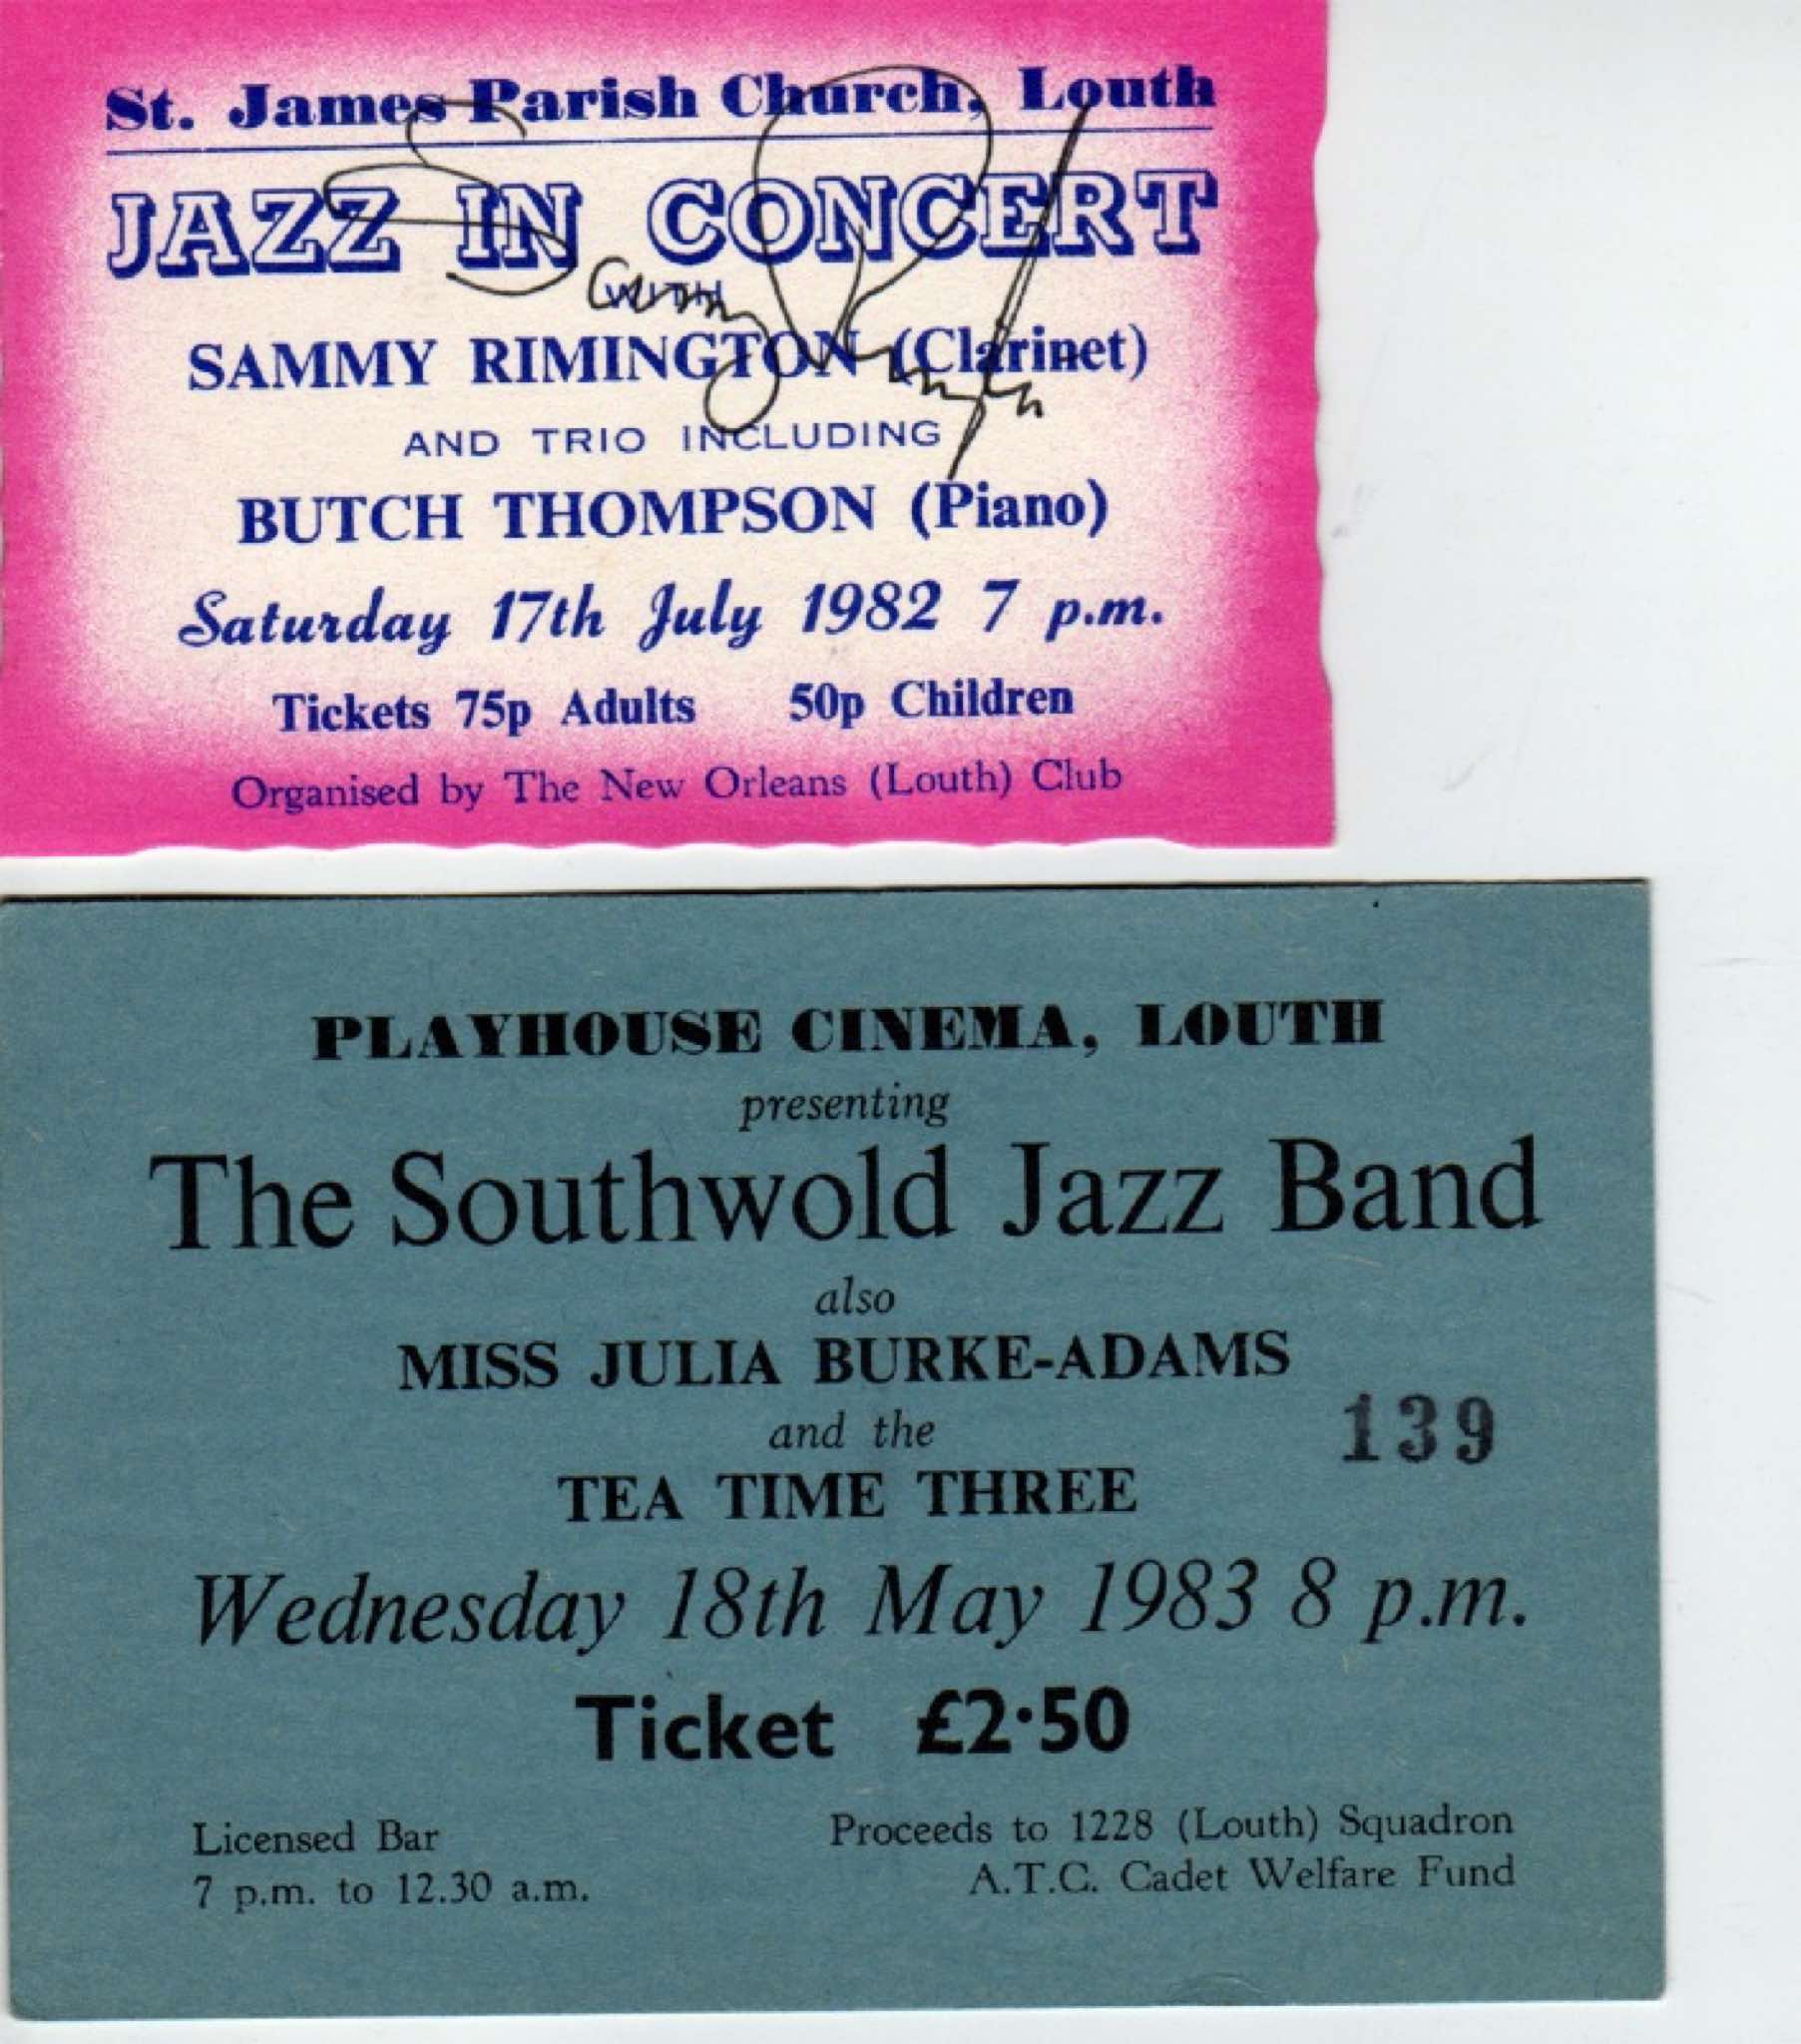 St. James Parish Church, Louth
JAZZ IN CONCERT
WITH
Sammy Rimington
SAMMY RIMINGTON (Clarinet)
AND TRIO INCLUDING
BUTCH THOMPSON (Piano)
Saturday 17th July 1982 7 p.m.
Tickets 75p Adults 50p Children
Organised by The New Orleans (Louth) Club
PLAYHOUSE CINEMA, LOUTH
presenting
The Southwold Jazz Band
also
MISS JULIA BURKE-ADAMS
and the
139
TEA TIME THREE
Wednesday 18th May 1983 8 p.m.
Ticket £2·50
Licensed Bar
7 p.m. to 12.30 a.m.
Proceeds to 1228 (Louth) Squadron
A.T.C. Cadet Welfare Fund